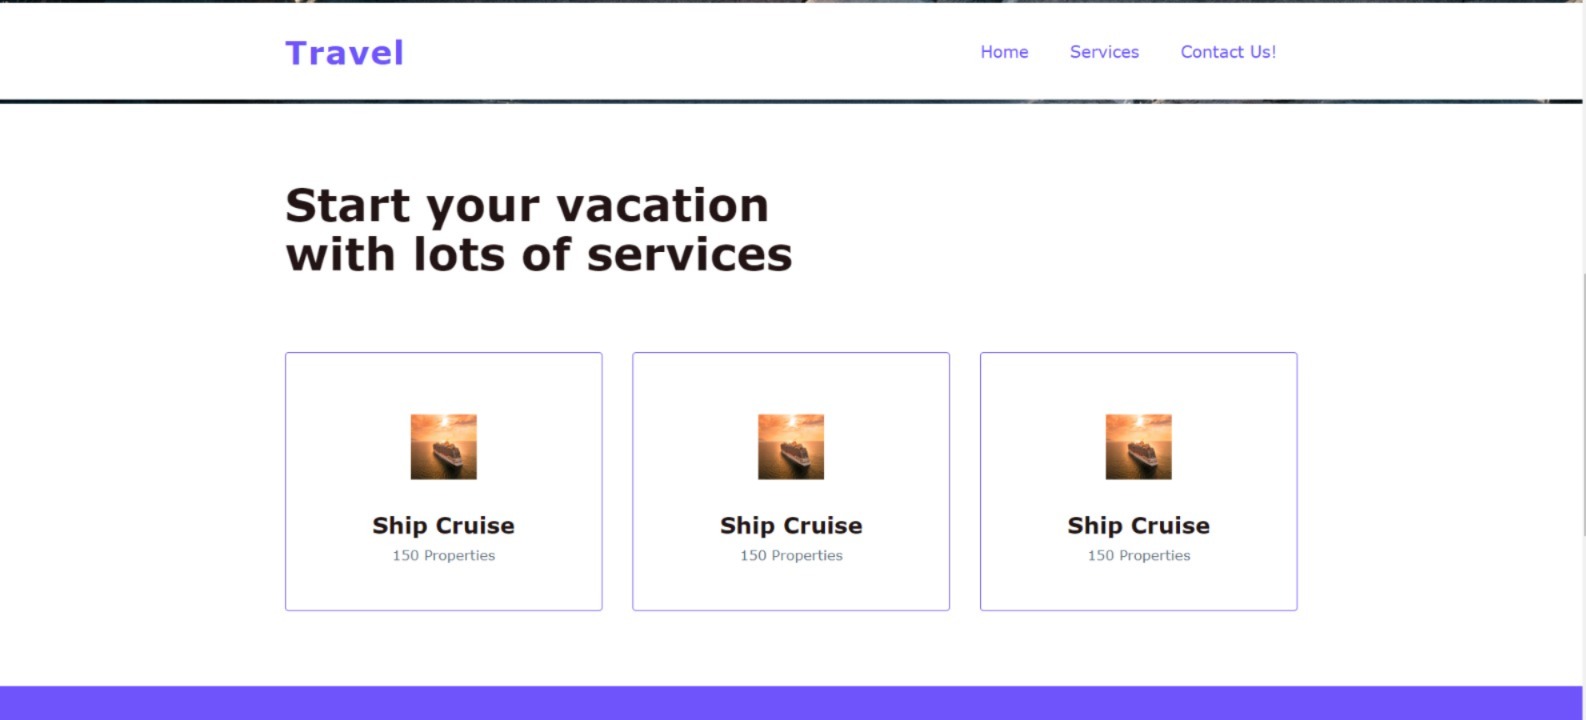 Travel
Home Services Contact Us!
Start your vacation
with lots of services
Ship Cruise
150 Properties
Ship Cruise
150 Properties
Ship Cruise
150 Properties